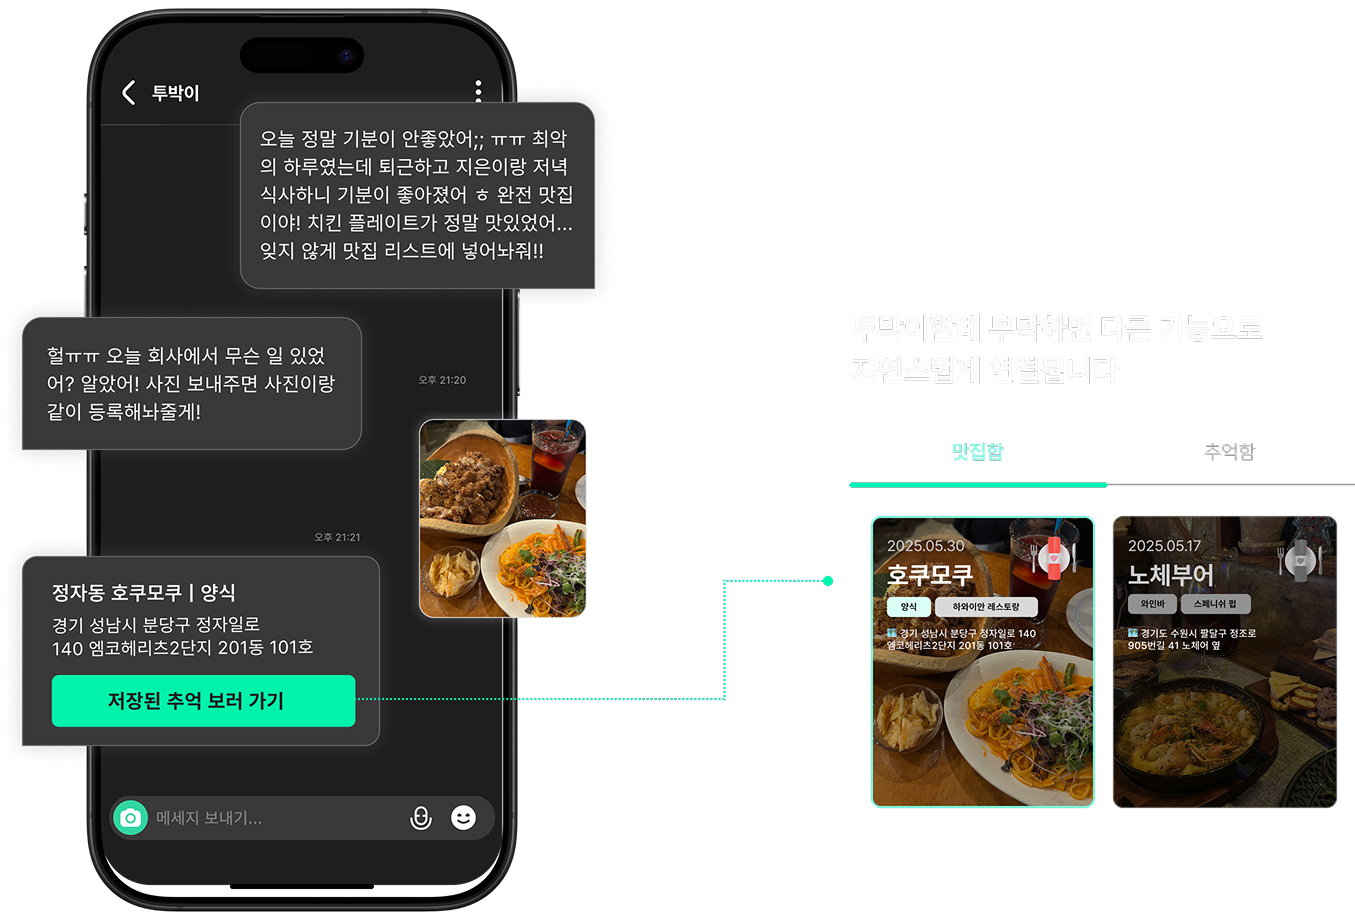 투박이
오늘 정말 기분이 안좋았어;; ㅠㅠ 최악
의 하루였는데 퇴근하고 지은이랑 저녁
식사하니 기분이 좋아졌어 ㅎ 완전 맛집
이야! 치킨 플레이트가 정말 맛있었어...
잊지 않게 맛집 리스트에 넣어놔줘!!
헐ㅠㅠ 오늘 회사에서 무슨 일 있었
어? 알았어! 사진 보내주면 사진이랑
같이 등록해놔줄게!
오후 21:20
오후 21:21
정자동 호쿠모쿠 | 양식
경기 성남시 분당구 정자일로
140 엠코헤리츠2단지 201동 101호
저장된 추억 보러 가기
메세지 보내기...
투박이한테 부탁하면 다른 기능으로
자연스럽게 연결됩니다
맛집함
추억함
2025.05.30
호쿠모쿠
양식
하와이안 레스토랑
경기 성남시 분당구 정자일로 140
엠코헤리츠2단지 201동 101호
2025.05.17
노체부어
와인바
스페니쉬 펍
경기도 수원시 팔달구 정조로
905번길 41 노체어 옆